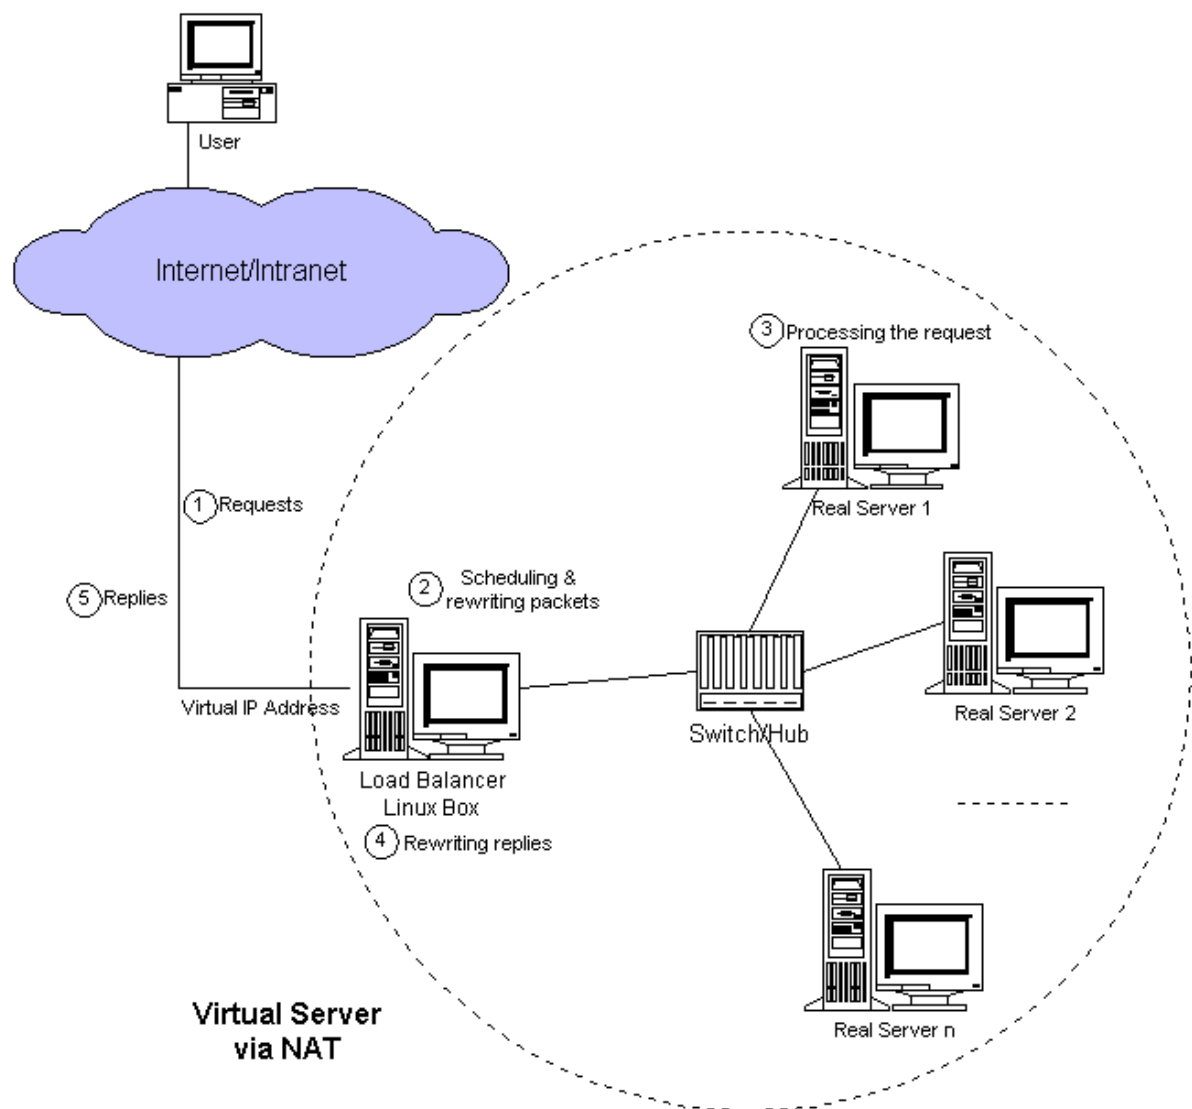 User
Internet/Intranet
3 Processing the request
Real Server 1
1 Requests
2 Scheduling &
rewriting packets
5 Replies
Virtual IP Address
Switch/Hub
Real Server 2
Load Balancer
Linux Box
4 Rewriting replies
Real Server n
Virtual Server
via NAT